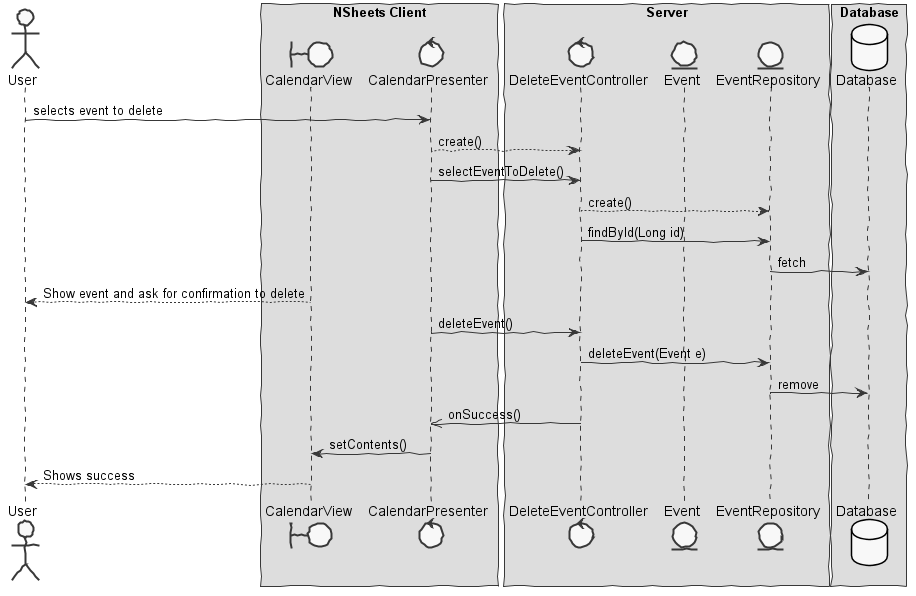 NSheets Client
Server
Database
User
CalendarView
CalendarPresenter
DeleteEventController
Event
EventRepository
Database
selects event to delete
create()
selectEventToDelete()
create()
findById(Long id)
fetch
Show event and ask for confirmation to delete
deleteEvent()
deleteEvent(Event e)
remove
onSuccess()
setContents()
Shows success
User
CalendarView
CalendarPresenter
DeleteEventController
Event
EventRepository
Database